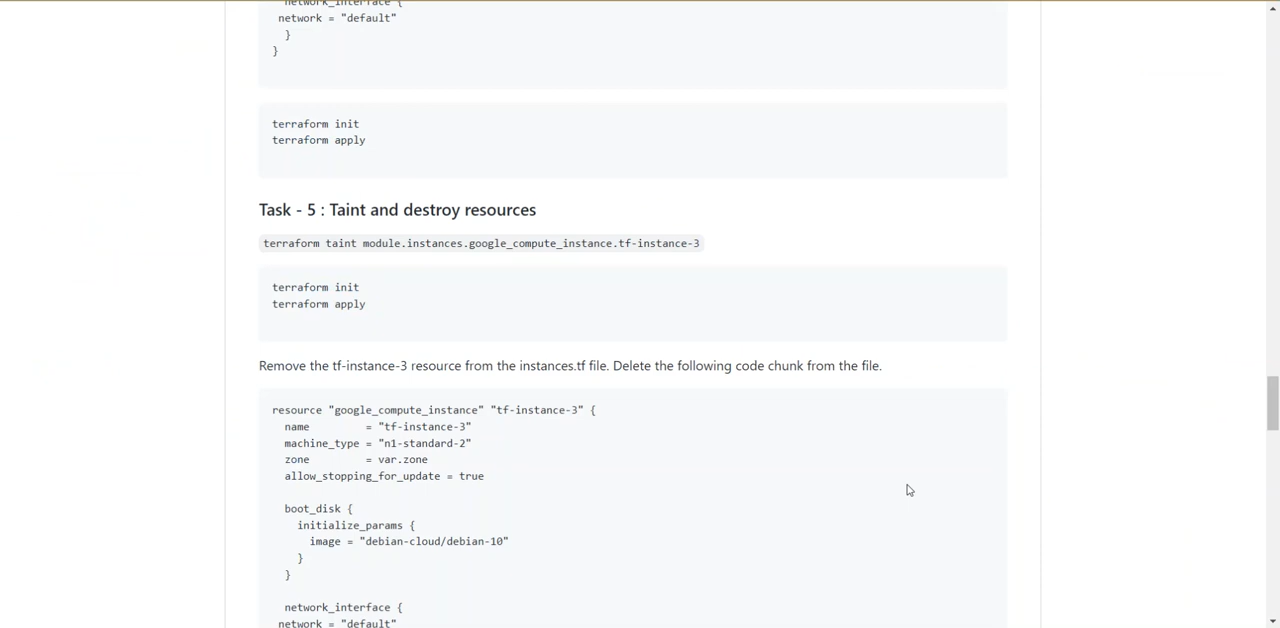 network_interface {
network = "default"
}
}
terraform init
terraform apply
Task - 5 : Taint and destroy resources
terraform taint module.instances.google_compute_instance.tf-instance-3
terraform init
terraform apply
Remove the tf-instance-3 resource from the instances.tf file. Delete the following code chunk from the file.
resource "google_compute_instance" "tf-instance-3" {
name         = "tf-instance-3"
machine_type = "n1-standard-2"
zone         = var.zone
allow_stopping_for_update = true
boot_disk {
initialize_params {
image = "debian-cloud/debian-10"
}
}
network_interface {
network = "default"